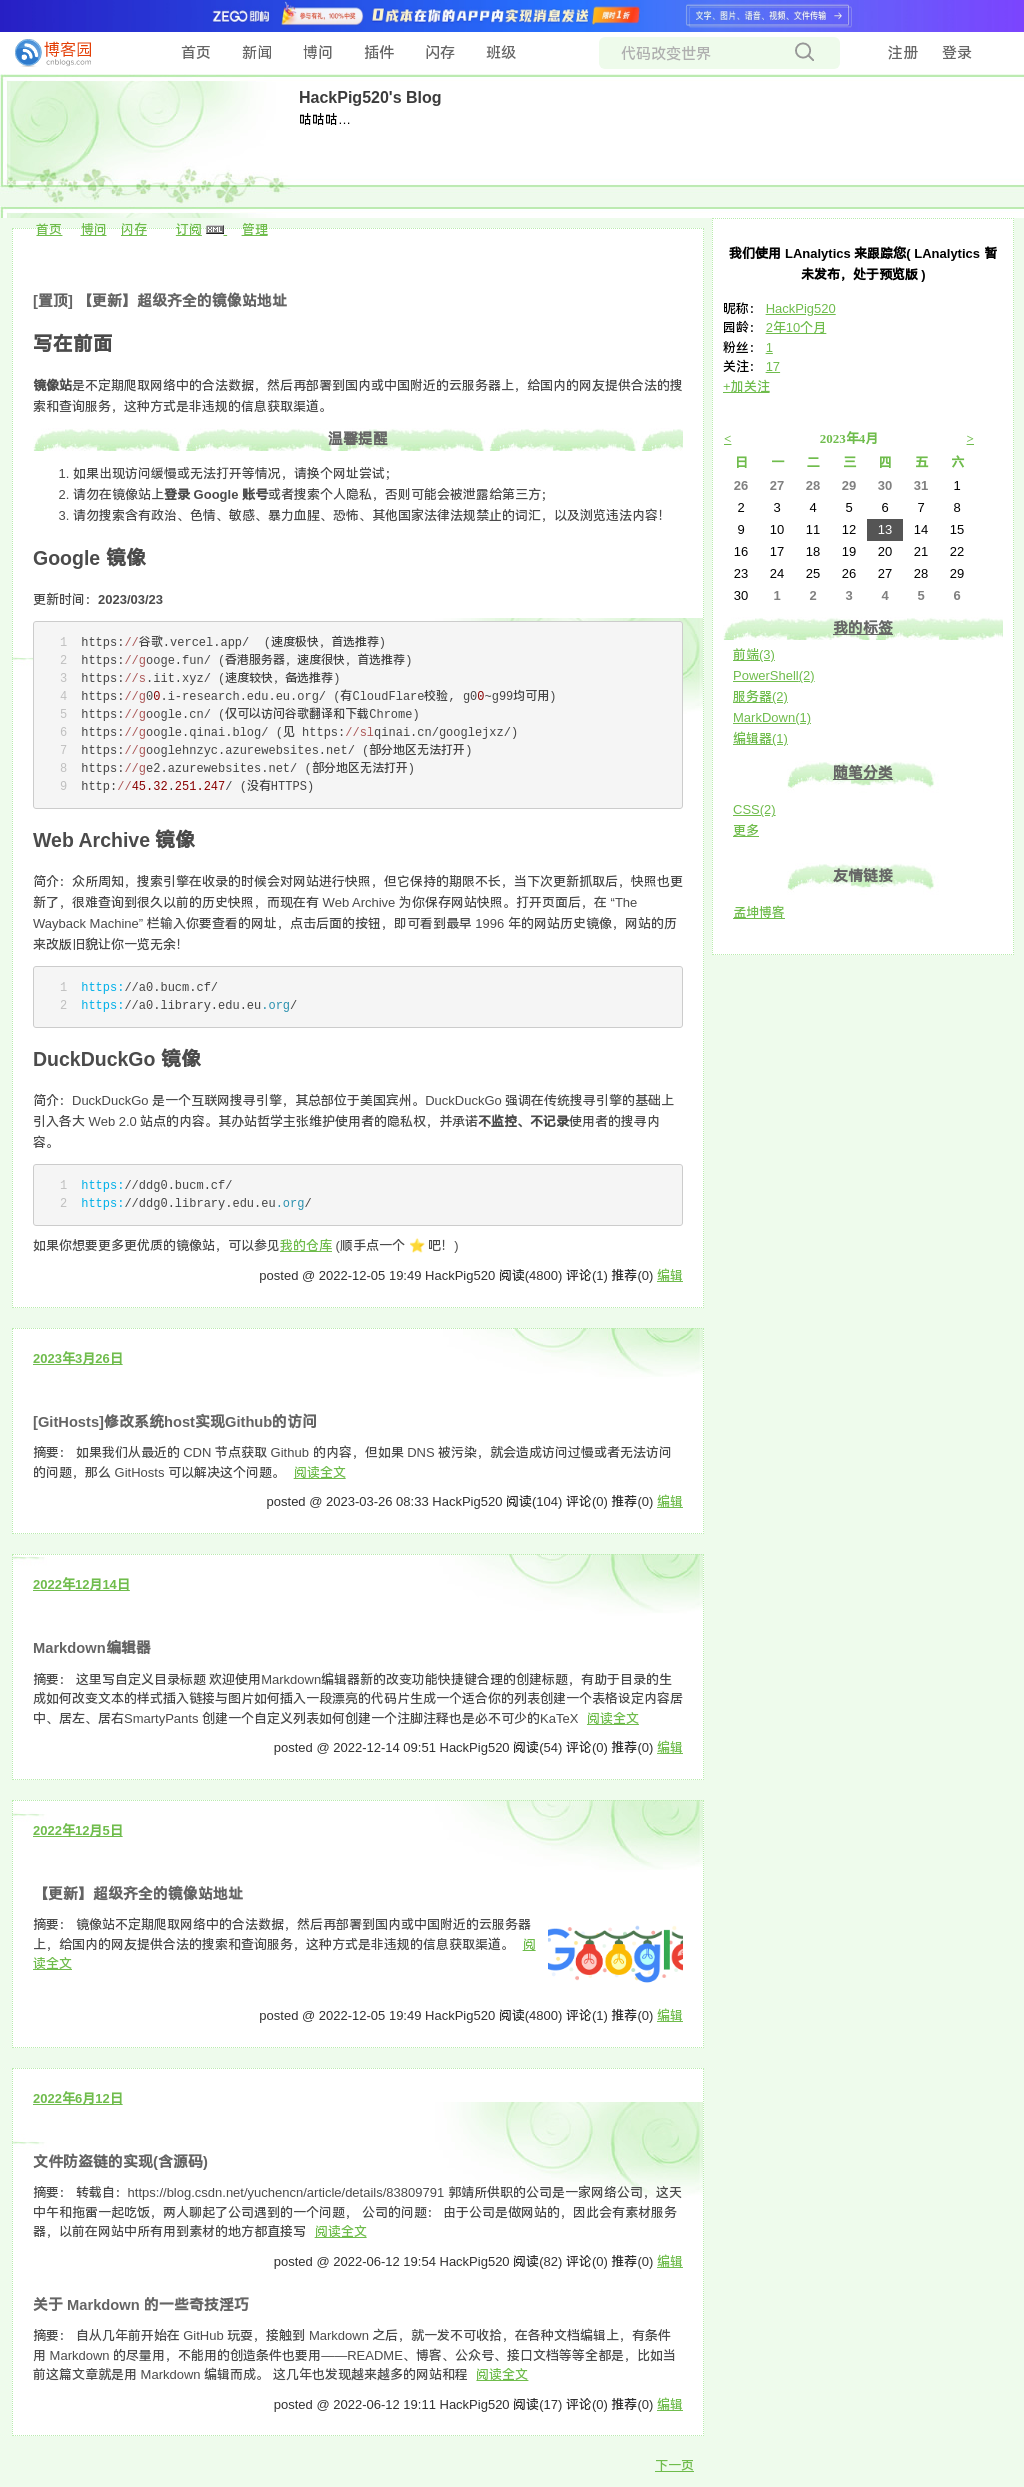 ZEGO 即构 参与有礼，100%中奖 0成本在你的APP内实现消息发送 限时1折 文字、图片、语音、视频、文件传输 →
博客园 cnblogs.com 首页 新闻 博问 插件 闪存 班级 代码改变世界 注册 登录
HackPig520's Blog
咕咕咕...
首页 博问 闪存 订阅 XML 管理
[置顶] 【更新】超级齐全的镜像站地址
写在前面
镜像站是不定期爬取网络中的合法数据，然后再部署到国内或中国附近的云服务器上，给国内的网友提供合法的搜
索和查询服务，这种方式是非违规的信息获取渠道。
温馨提醒
1. 如果出现访问缓慢或无法打开等情况，请换个网址尝试；
2. 请勿在镜像站上登录 Google 账号或者搜索个人隐私，否则可能会被泄露给第三方；
3. 请勿搜索含有政治、色情、敏感、暴力血腥、恐怖、其他国家法律法规禁止的词汇，以及浏览违法内容！
Google 镜像
更新时间：2023/03/23
1 https://谷歌.vercel.app/  (速度极快，首选推荐)
2 https://googe.fun/ (香港服务器，速度很快，首选推荐)
3 https://s.iit.xyz/ (速度较快，备选推荐)
4 https://g00.i-research.edu.eu.org/ (有CloudFlare校验, g00~g99均可用)
5 https://google.cn/ (仅可以访问谷歌翻译和下载Chrome)
6 https://google.qinai.blog/ (见 https://slqinai.cn/googlejxz/)
7 https://googlehnzyc.azurewebsites.net/ (部分地区无法打开)
8 https://ge2.azurewebsites.net/ (部分地区无法打开)
9 http://45.32.251.247/ (没有HTTPS)
Web Archive 镜像
简介：众所周知，搜索引擎在收录的时候会对网站进行快照，但它保持的期限不长，当下次更新抓取后，快照也更
新了，很难查询到很久以前的历史快照，而现在有 Web Archive 为你保存网站快照。打开页面后，在 “The
Wayback Machine” 栏输入你要查看的网址，点击后面的按钮，即可看到最早 1996 年的网站历史镜像，网站的历
来改版旧貌让你一览无余！
1 https://a0.bucm.cf/
2 https://a0.library.edu.eu.org/
DuckDuckGo 镜像
简介：DuckDuckGo 是一个互联网搜寻引擎，其总部位于美国宾州。DuckDuckGo 强调在传统搜寻引擎的基础上
引入各大 Web 2.0 站点的内容。其办站哲学主张维护使用者的隐私权，并承诺不监控、不记录使用者的搜寻内
容。
1 https://ddg0.bucm.cf/
2 https://ddg0.library.edu.eu.org/
如果你想要更多更优质的镜像站，可以参见我的仓库 (顺手点一个 ⭐ 吧！)
posted @ 2022-12-05 19:49 HackPig520 阅读(4800) 评论(1) 推荐(0) 编辑
2023年3月26日
[GitHosts]修改系统host实现Github的访问
摘要： 如果我们从最近的 CDN 节点获取 Github 的内容，但如果 DNS 被污染，就会造成访问过慢或者无法访问
的问题，那么 GitHosts 可以解决这个问题。 阅读全文
posted @ 2023-03-26 08:33 HackPig520 阅读(104) 评论(0) 推荐(0) 编辑
2022年12月14日
Markdown编辑器
摘要： 这里写自定义目录标题 欢迎使用Markdown编辑器新的改变功能快捷键合理的创建标题，有助于目录的生
成如何改变文本的样式插入链接与图片如何插入一段漂亮的代码片生成一个适合你的列表创建一个表格设定内容居
中、居左、居右SmartyPants 创建一个自定义列表如何创建一个注脚注释也是必不可少的KaTeX 阅读全文
posted @ 2022-12-14 09:51 HackPig520 阅读(54) 评论(0) 推荐(0) 编辑
2022年12月5日
【更新】超级齐全的镜像站地址
摘要： 镜像站不定期爬取网络中的合法数据，然后再部署到国内或中国附近的云服务器
上，给国内的网友提供合法的搜索和查询服务，这种方式是非违规的信息获取渠道。 阅
读全文
Google
posted @ 2022-12-05 19:49 HackPig520 阅读(4800) 评论(1) 推荐(0) 编辑
2022年6月12日
文件防盗链的实现(含源码)
摘要： 转载自：https://blog.csdn.net/yuchencn/article/details/83809791 郭靖所供职的公司是一家网络公司，这天
中午和拖雷一起吃饭，两人聊起了公司遇到的一个问题， 公司的问题： 由于公司是做网站的，因此会有素材服务
器，以前在网站中所有用到素材的地方都直接写 阅读全文
posted @ 2022-06-12 19:54 HackPig520 阅读(82) 评论(0) 推荐(0) 编辑
关于 Markdown 的一些奇技淫巧
摘要： 自从几年前开始在 GitHub 玩耍，接触到 Markdown 之后，就一发不可收拾，在各种文档编辑上，有条件
用 Markdown 的尽量用，不能用的创造条件也要用——README、博客、公众号、接口文档等等全都是，比如当
前这篇文章就是用 Markdown 编辑而成。 这几年也发现越来越多的网站和程 阅读全文
posted @ 2022-06-12 19:11 HackPig520 阅读(17) 评论(0) 推荐(0) 编辑
下一页
我们使用 LAnalytics 来跟踪您( LAnalytics 暂
未发布，处于预览版 )
昵称： HackPig520
园龄： 2年10个月
粉丝： 1
关注： 17
+加关注
< 2023年4月 >
日 一 二 三 四 五 六
26 27 28 29 30 31 1
2 3 4 5 6 7 8
9 10 11 12 13 14 15
16 17 18 19 20 21 22
23 24 25 26 27 28 29
30 1 2 3 4 5 6
我的标签
前端(3)
PowerShell(2)
服务器(2)
MarkDown(1)
编辑器(1)
随笔分类
CSS(2)
更多
友情链接
孟坤博客